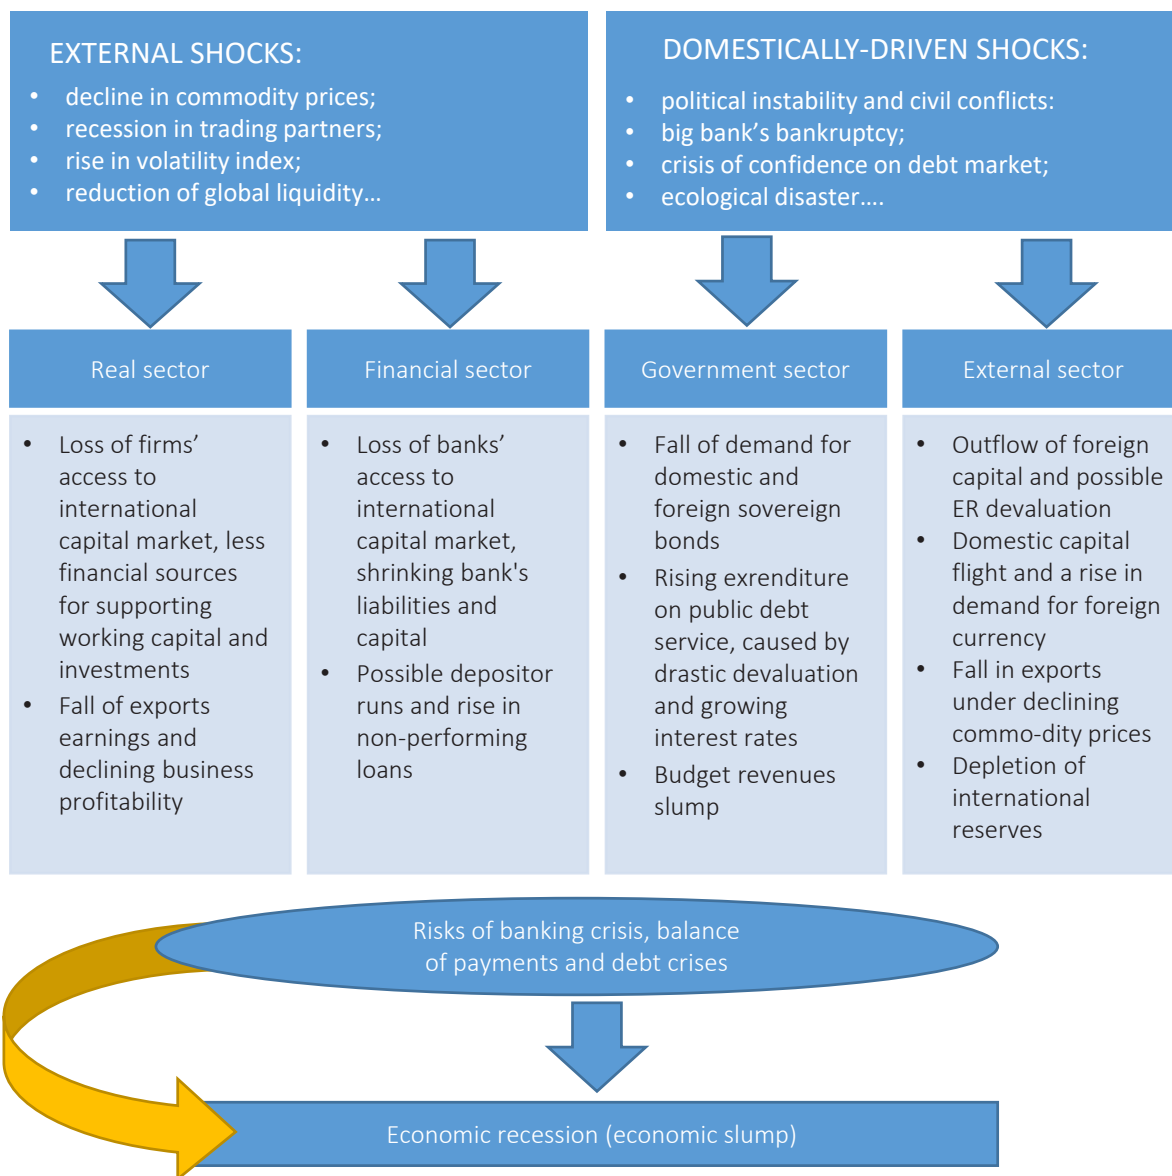 EXTERNAL SHOCKS:
• decline in commodity prices;
• recession in trading partners;
• rise in volatility index;
• reduction of global liquidity…
DOMESTICALLY-DRIVEN SHOCKS:
• political instability and civil conflicts:
• big bank’s bankruptcy;
• crisis of confidence on debt market;
• ecological disaster….
Real sector
• Loss of firms’
access to
international
capital market, less
financial sources
for supporting
working capital and
investments
• Fall of exports
earnings and
declining business
profitability
Financial sector
• Loss of banks’
access to
international
capital market,
shrinking bank's
liabilities and
capital
• Possible depositor
runs and rise in
non-performing
loans
Government sector
• Fall of demand for
domestic and
foreign sovereign
bonds
• Rising exrenditure
on public debt
service, caused by
drastic devaluation
and growing
interest rates
• Budget revenues
slump
External sector
• Outflow of foreign
capital and possible
ER devaluation
• Domestic capital
flight and a rise in
demand for foreign
currency
• Fall in exports
under declining
commo-dity prices
• Depletion of
international
reserves
Risks of banking crisis, balance
of payments and debt crises
Economic recession (economic slump)